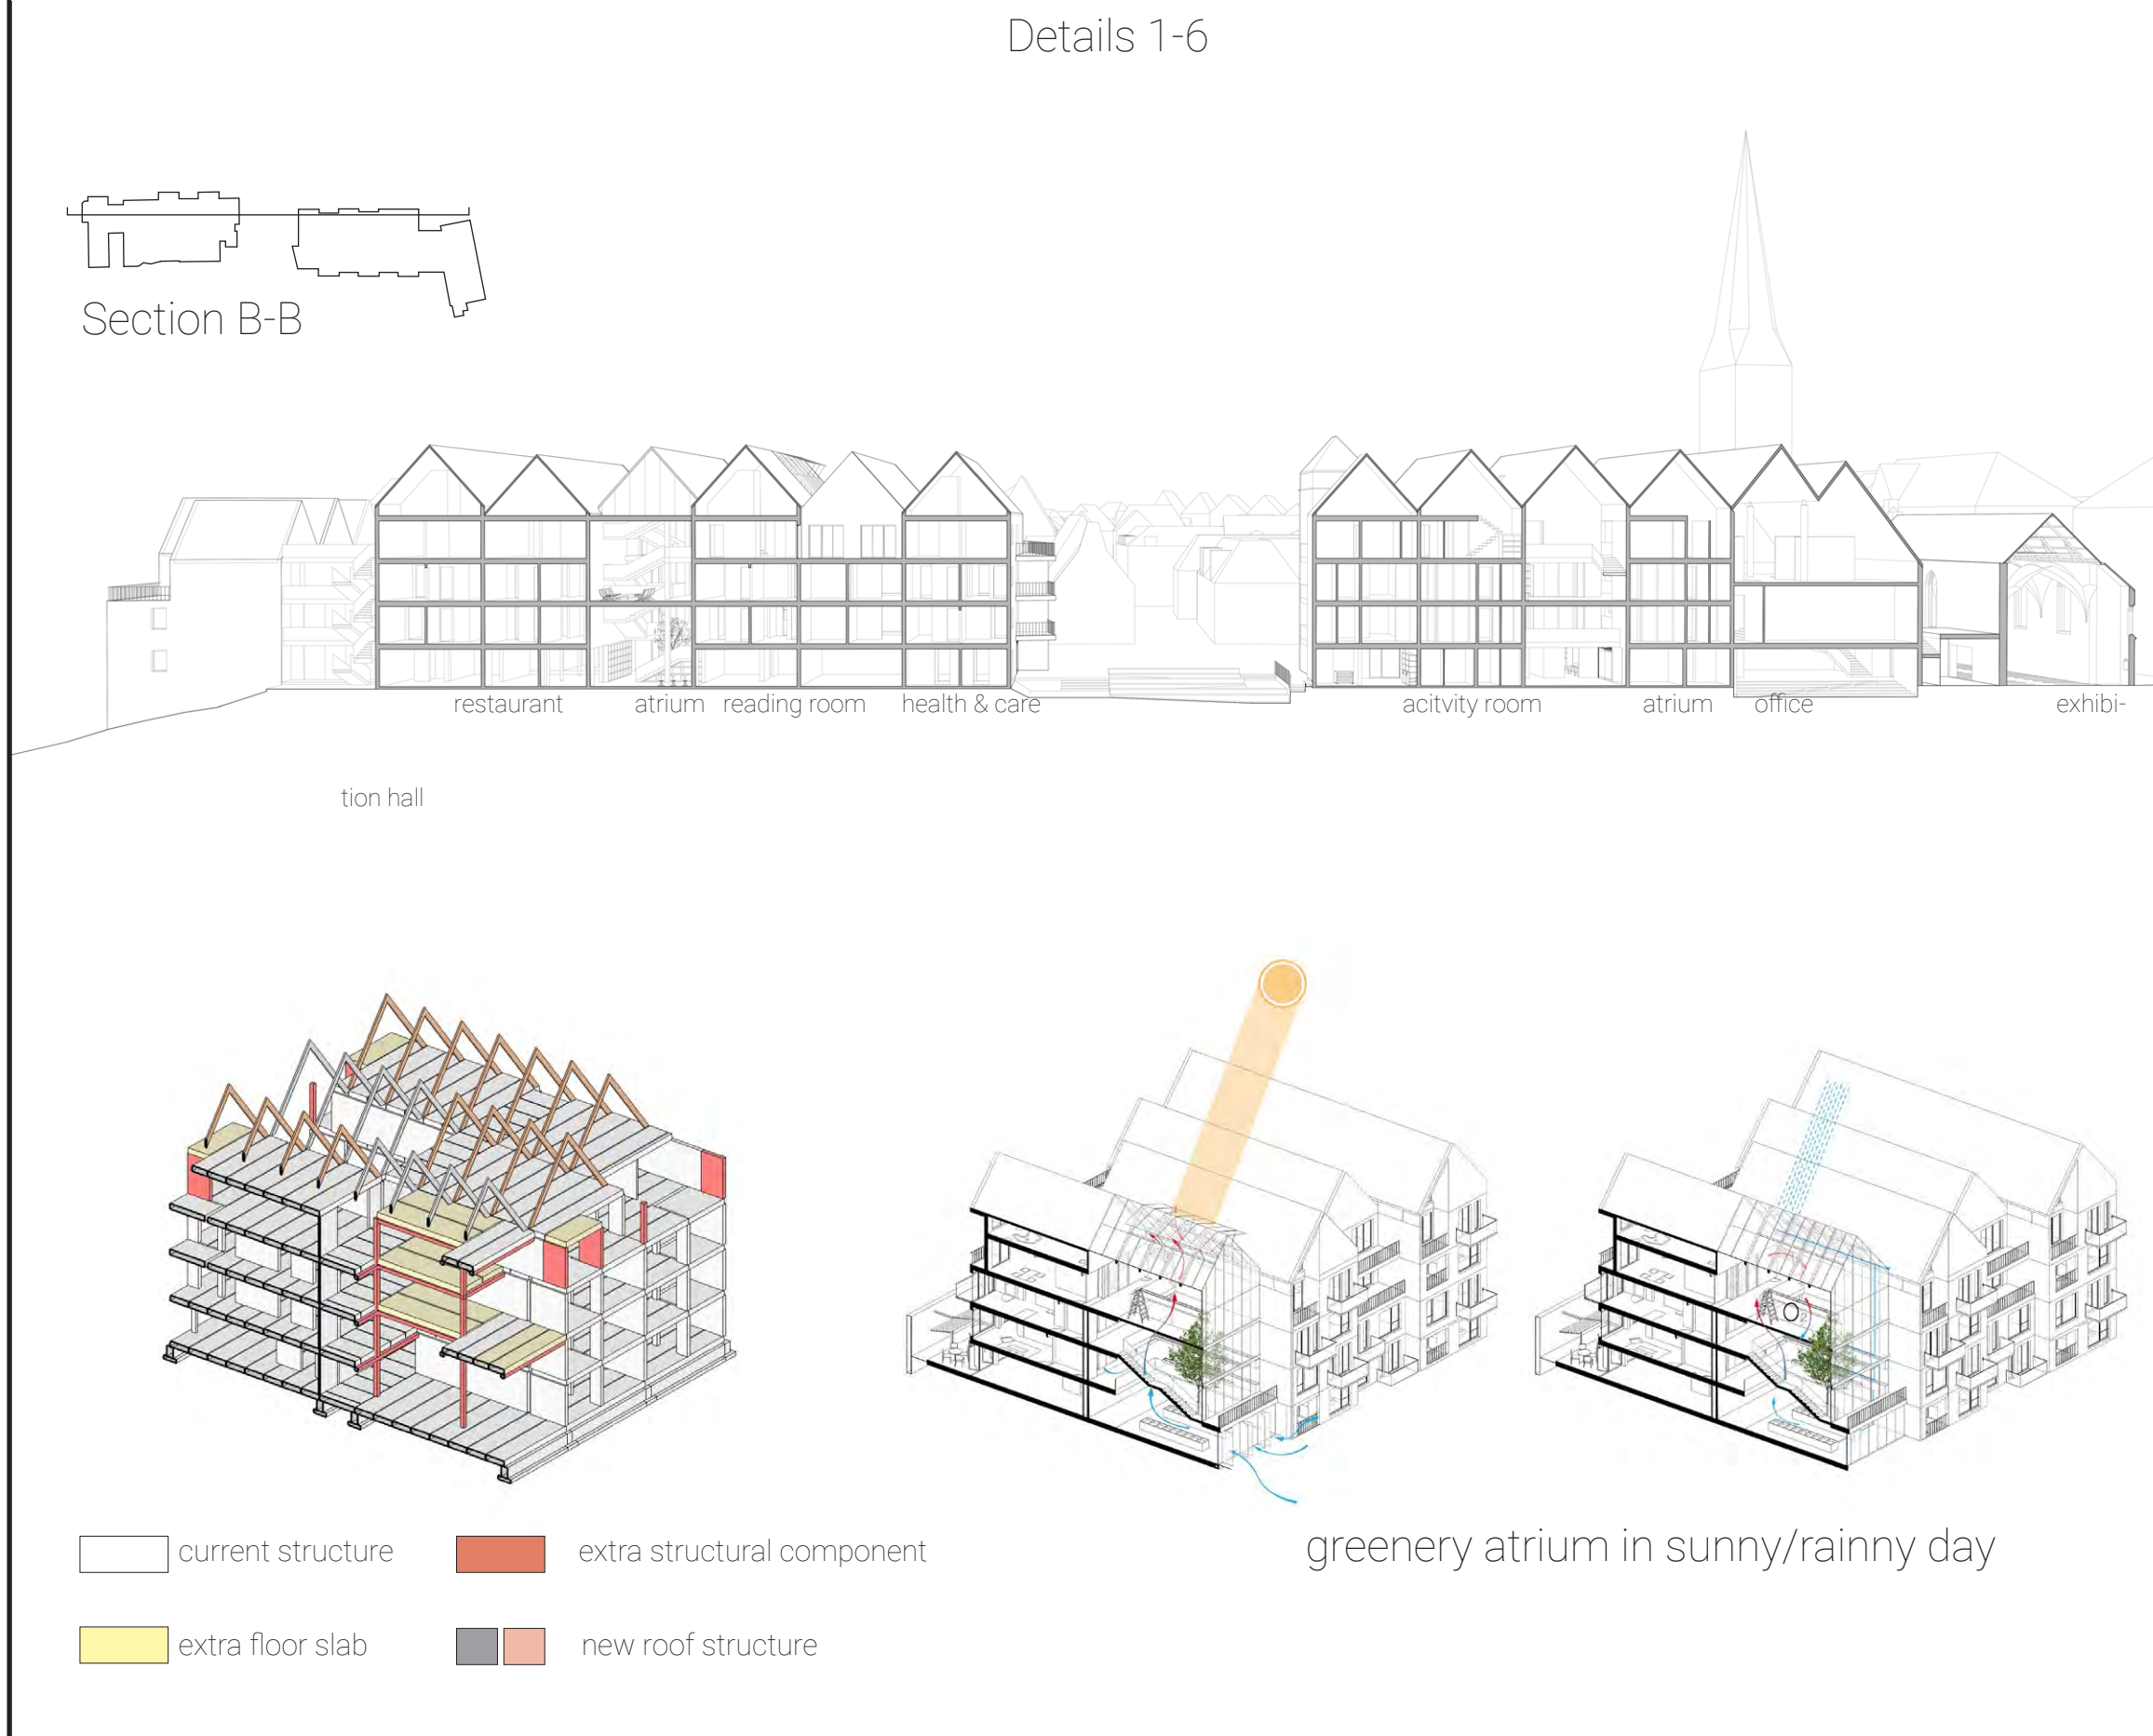 Details 1-6
Section B-B
restaurant atrium reading room health & care acitvity room atrium office exhibi-
tion hall
current structure extra structural component
extra floor slab new roof structure
greenery atrium in sunny/rainny day